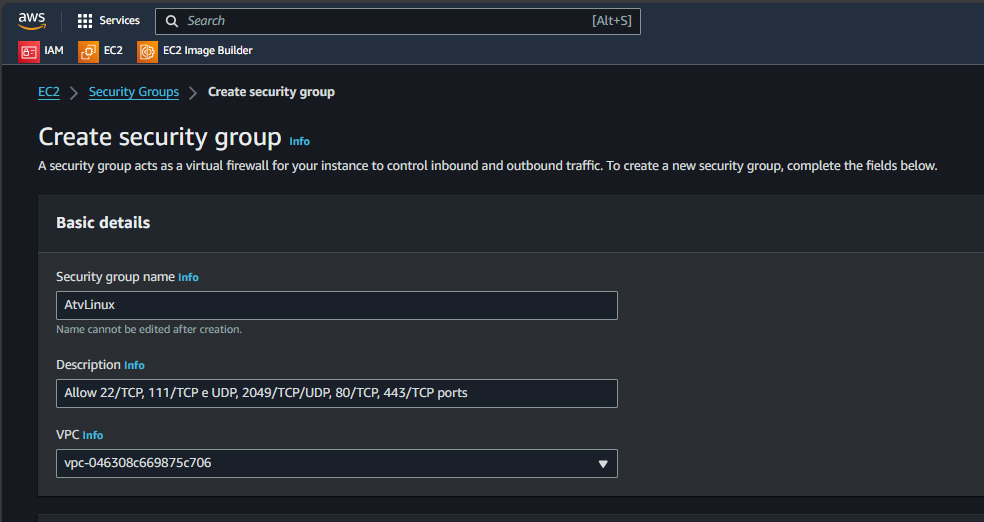 aws
Services
Search
[Alt+S]
IAM
EC2
EC2 Image Builder
EC2 > Security Groups > Create security group
Create security group Info
A security group acts as a virtual firewall for your instance to control inbound and outbound traffic. To create a new security group, complete the fields below.
Basic details
Security group name Info
AtvLinux
Name cannot be edited after creation.
Description Info
Allow 22/TCP, 111/TCP e UDP, 2049/TCP/UDP, 80/TCP, 443/TCP ports
VPC Info
vpc-046308c669875c706